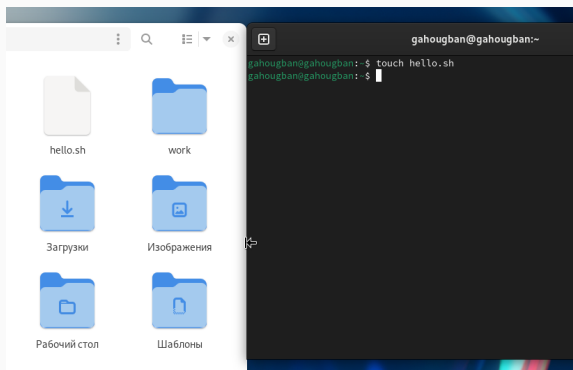 hello.sh
work
Загрузки
Изображения
Рабочий стол
Шаблоны
gahougban@gahougban:~
gahougban@gahougban:~$ touch hello.sh
gahougban@gahougban:~$